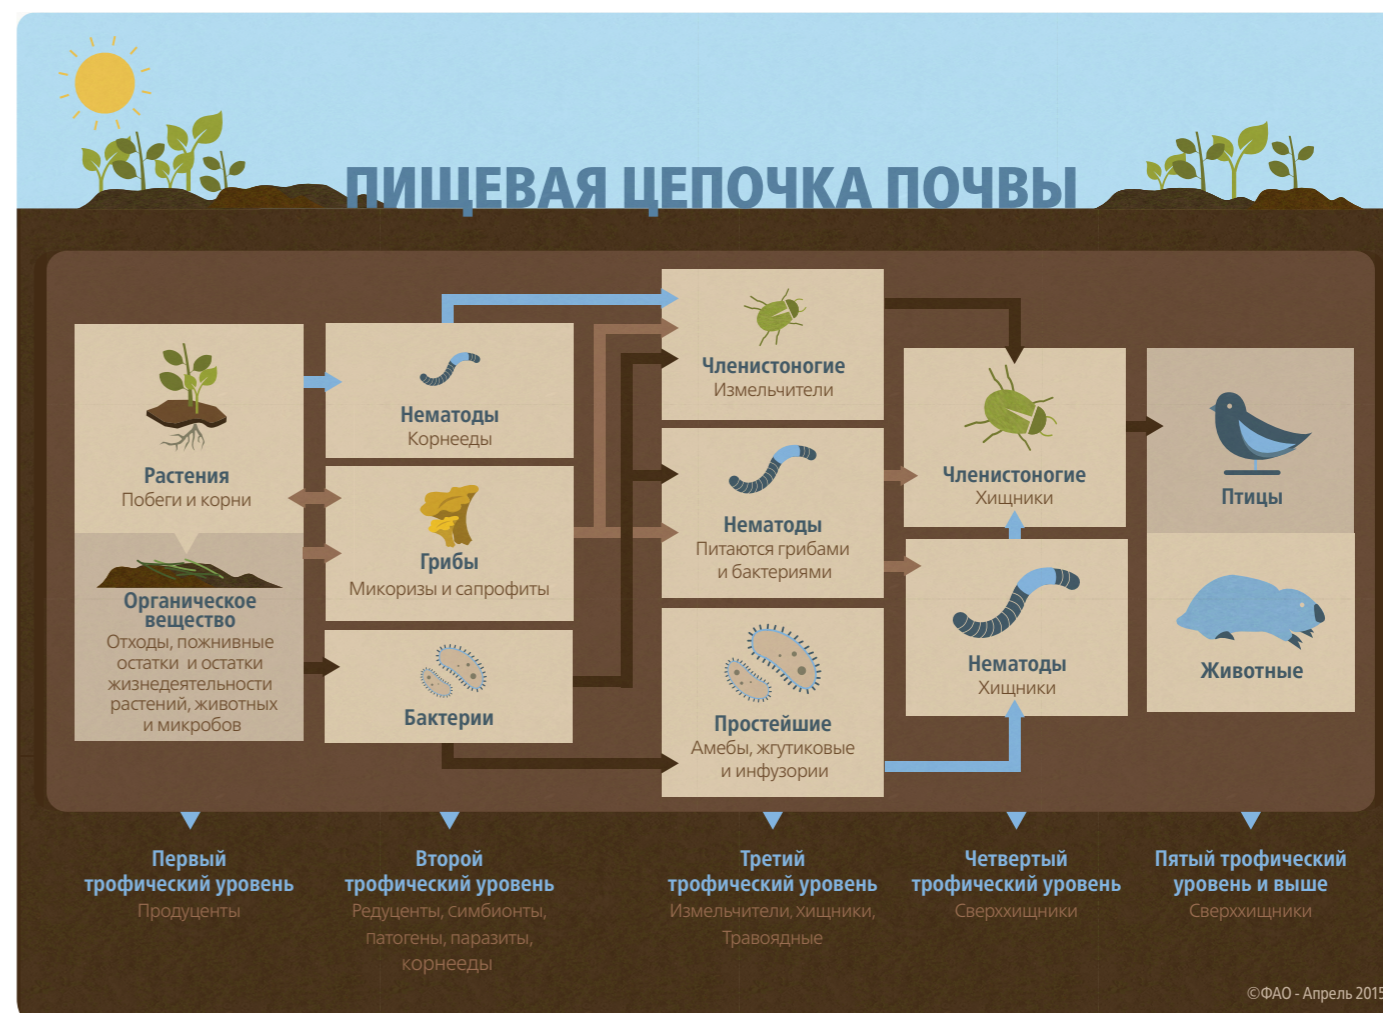 ПИЩЕВАЯ ЦЕПОЧКА ПОЧВЫ
Растения
Побеги и корни
Органическое
вещество
Отходы, пожнивные
остатки и остатки
жизнедеятельности
растений, животных
и микробов
Нематоды
Корнееды
Грибы
Микоризы и сапрофиты
Бактерии
Членистоногие
Измельчители
Нематоды
Питаются грибами
и бактериями
Простейшие
Амебы, жгутиковые
и инфузории
Членистоногие
Хищники
Нематоды
Хищники
Птицы
Животные
Первый
трофический уровень
Продуценты
Второй
трофический уровень
Редуценты, симбионты,
патогены, паразиты,
корнееды
Третий
трофический уровень
Измельчители, хищники,
Травоядные
Четвертый
трофический уровень
Сверххищники
Пятый трофический
уровень и выше
Сверххищники
©ФАО - Апрель 2015